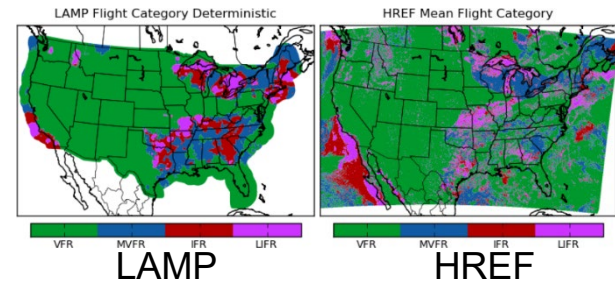 LAMP Flight Category Deterministic
HREF Mean Flight Category
VFR MVFR IFR LIFR
VFR MVFR IFR LIFR
LAMP
HREF